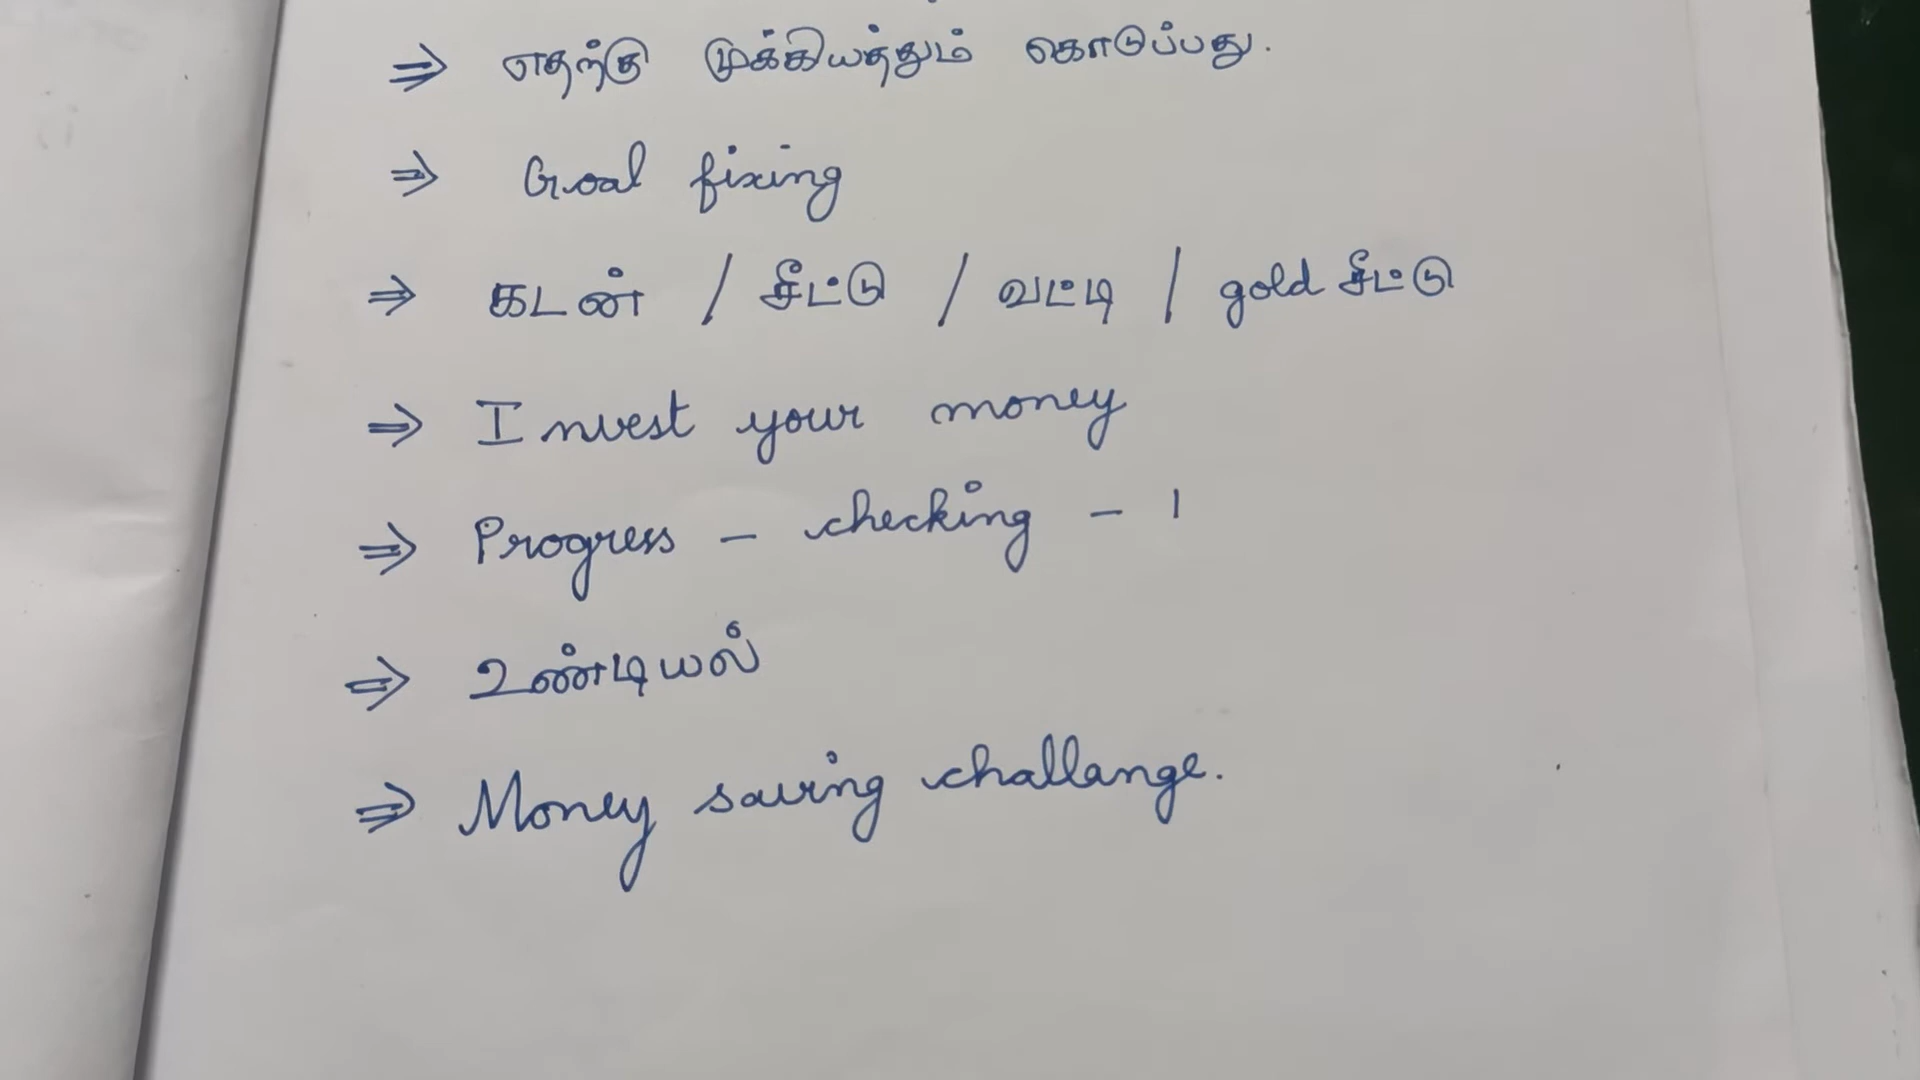 ⇒ எதற்கு முக்கியத்தும் கொடுப்பது.
⇒ Goal fixing
⇒ கடன் / சீட்டு / வட்டி / gold சீட்டு
⇒ Invest your money
⇒ Progress - checking - 1
⇒ உண்டியல்
⇒ Money saving challange.